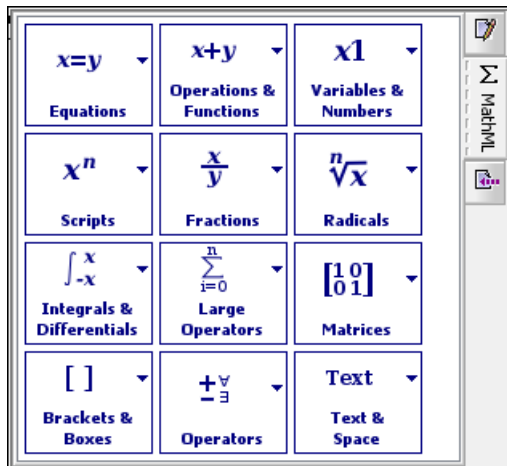 x=y
Equations
x+y
Operations &
Functions
x1
Variables &
Numbers
xⁿ
Scripts
x
y
Fractions
ⁿ√x
Radicals
∫ x
-x
Integrals &
Differentials
n
∑
i=0
Large
Operators
[1 0
0 1]
Matrices
[ ]
Brackets &
Boxes
± ∀
∃
Operators
Text
Text &
Space
∑ MathML